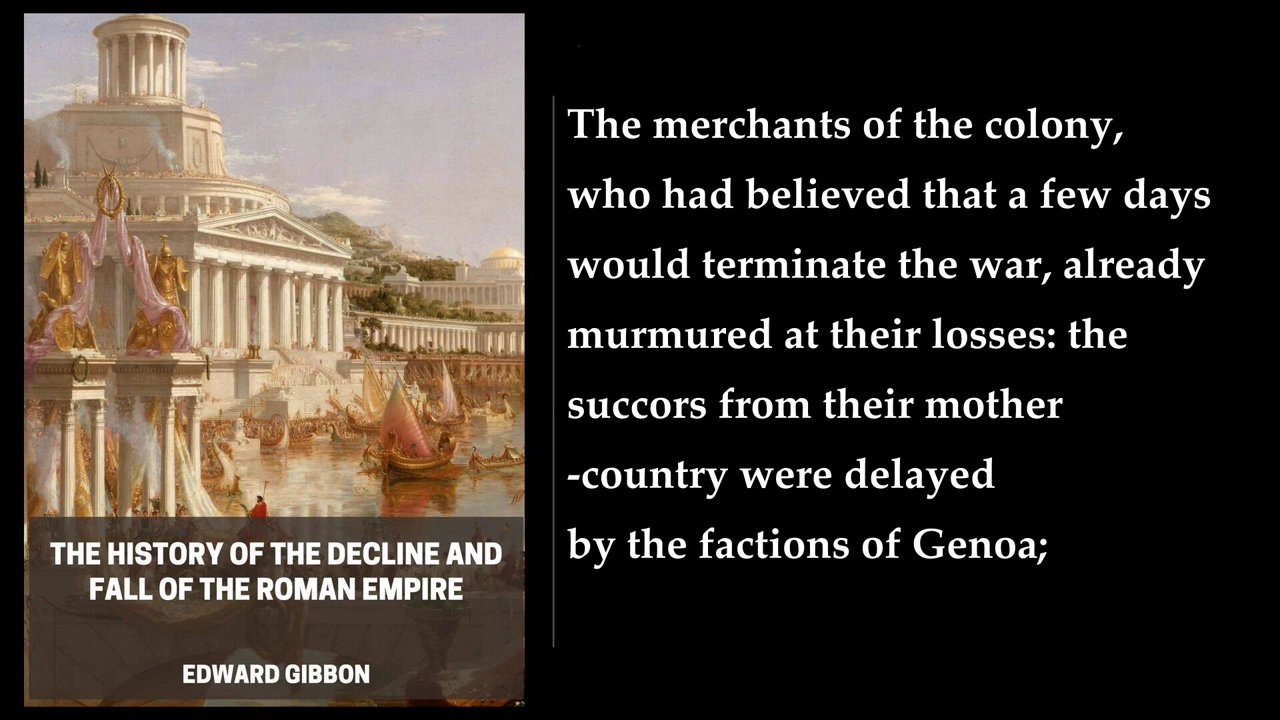 THE HISTORY OF THE DECLINE AND
FALL OF THE ROMAN EMPIRE
EDWARD GIBBON
The merchants of the colony,
who had believed that a few days
would terminate the war, already
murmured at their losses: the
succors from their mother
-country were delayed
by the factions of Genoa;